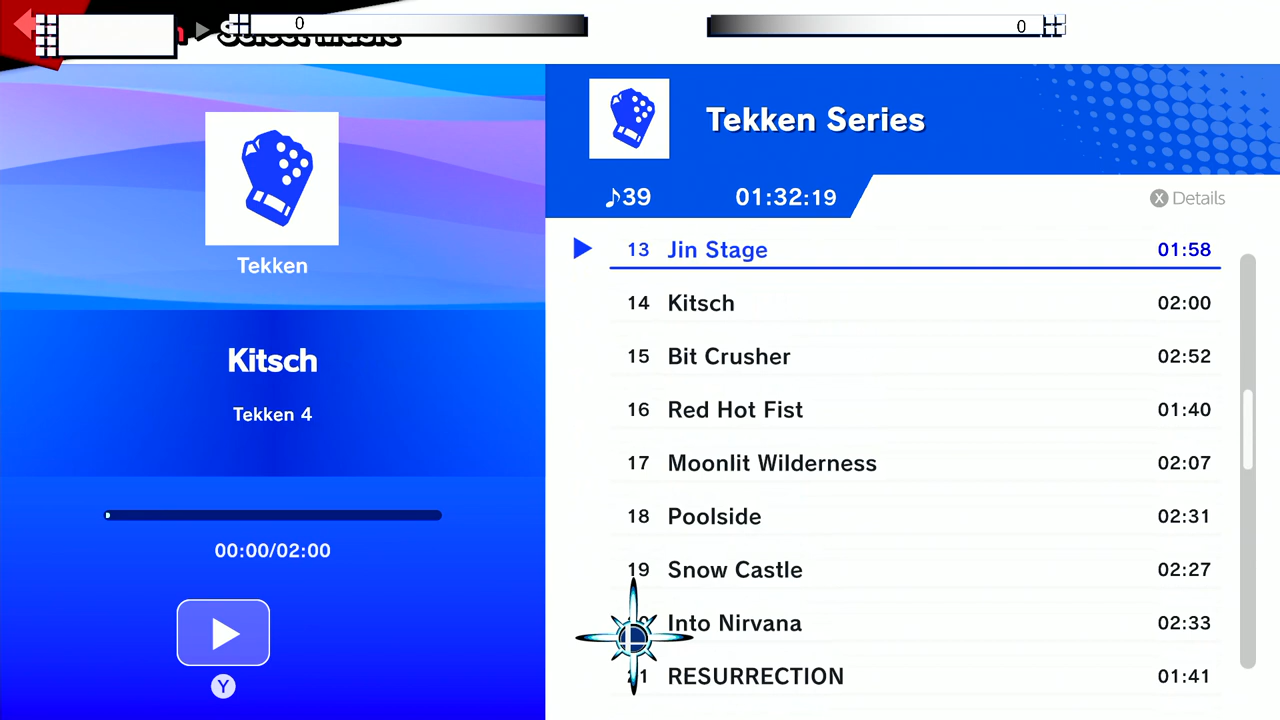 0
0
Select Music
Tekken
Kitsch
Tekken 4
00:00/02:00
Y
Tekken Series
♪39 01:32:19
X Details
13 Jin Stage 01:58
14 Kitsch 02:00
15 Bit Crusher 02:52
16 Red Hot Fist 01:40
17 Moonlit Wilderness 02:07
18 Poolside 02:31
19 Snow Castle 02:27
Into Nirvana 02:33
RESURRECTION 01:41